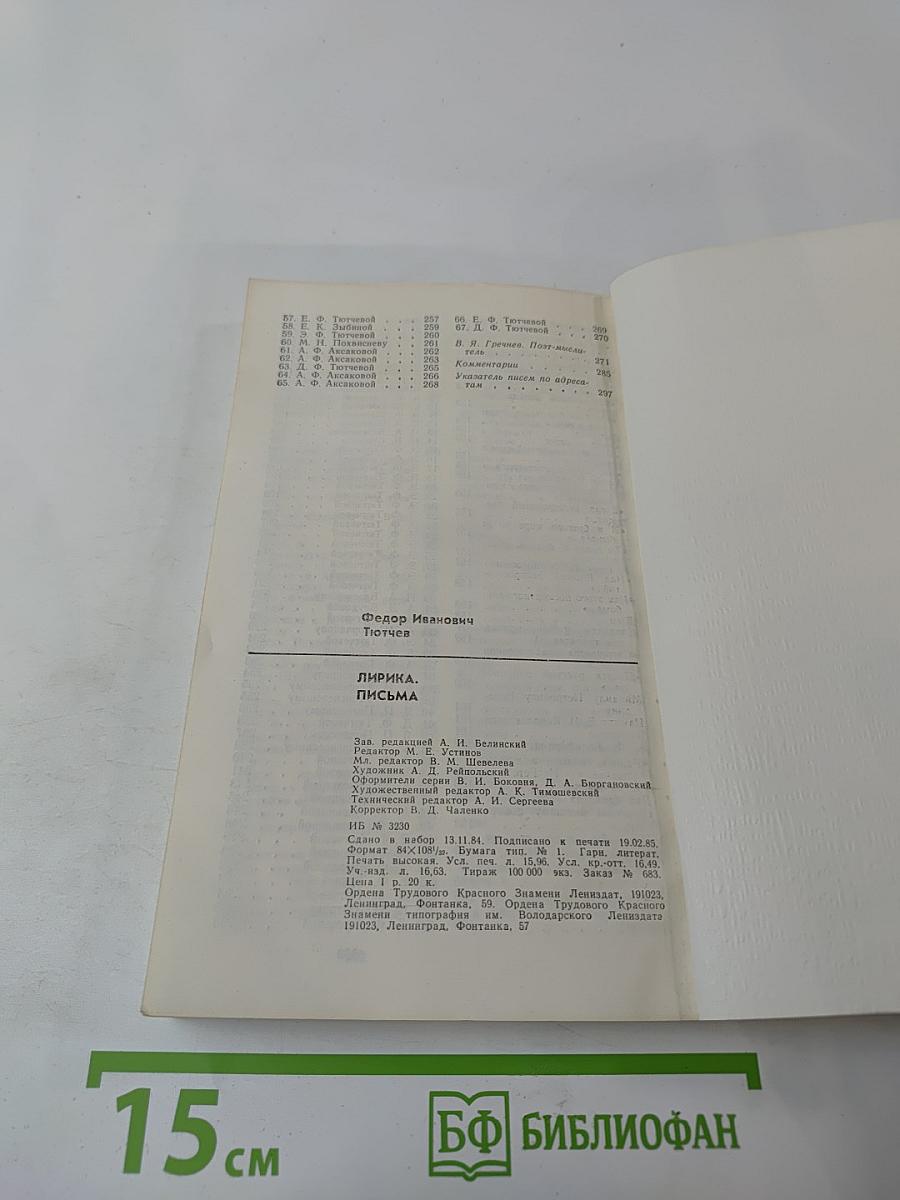 57. Е. Ф. Тютчевой . . . 257
58. Е. К. Зыбиной . . . 259
59. Э. Ф. Тютчевой . . . 260
60. М. Н. Похвисневу . 261
61. А. Ф. Аксаковой . . . 262
62. А. Ф. Аксаковой . . . 263
63. Д. Ф. Тютчевой . . . 265
64. А. Ф. Аксаковой . . . 266
65. А. Ф. Аксаковой . . . 268
66. Е. Ф. Тютчевой . . . 269
67. Д. Ф. Тютчевой . . . 270
В. Я. Гречнев. Поэт-мысли-
тель . . . . . . . 271
Комментарии . . . . . 285
Указатель писем по адреса-
там . . . . . . . . 297
Федор Иванович
Тютчев
ЛИРИКА.
ПИСЬМА
Зав. редакцией А. И. Белинский
Редактор М. Е. Устинов
Мл. редактор В. М. Шевелева
Художник А. Д. Рейпольский
Оформители серии В. И. Боковня, Д. А. Бюргановский
Художественный редактор А. К. Тимошевский
Технический редактор А. И. Сергеева
Корректор В. Д. Чаленко
ИБ № 3230
Сдано в набор 13.11.84. Подписано к печати 19.02.85.
Формат 84×108¹/₃₂. Бумага тип. № 1. Гарн. литерат.
Печать высокая. Усл. печ. л. 15,96. Усл. кр.-отт. 16,49.
Уч.-изд. л. 16,63. Тираж 100 000 экз. Заказ № 683.
Цена 1 р. 20 к.
Ордена Трудового Красного Знамени Лениздат, 191023,
Ленинград, Фонтанка, 59. Ордена Трудового Красного
Знамени типография им. Володарского Лениздата
191023, Ленинград, Фонтанка, 57
15 см
БФ БИБЛИОФАН